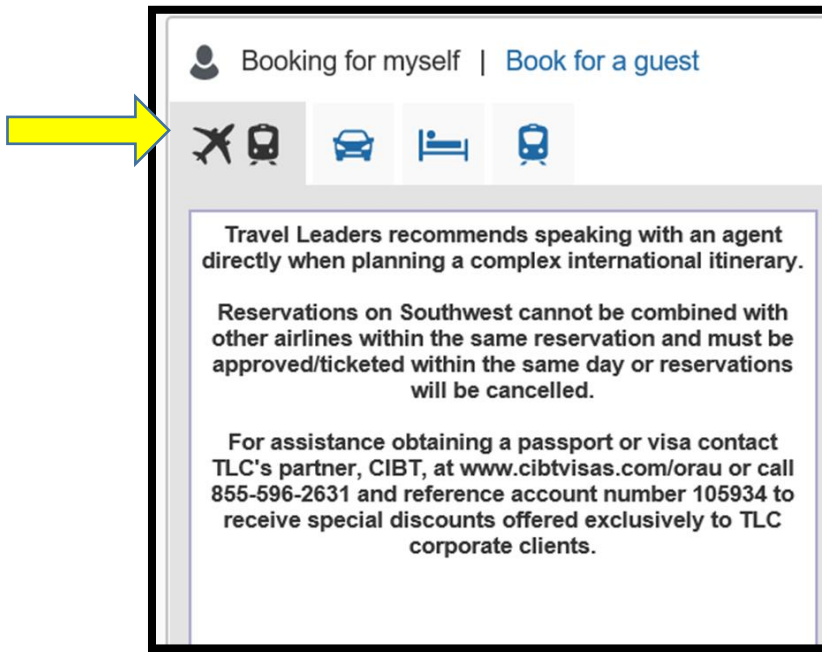 Booking for myself | Book for a guest
Travel Leaders recommends speaking with an agent
directly when planning a complex international itinerary.
Reservations on Southwest cannot be combined with
other airlines within the same reservation and must be
approved/ticketed within the same day or reservations
will be cancelled.
For assistance obtaining a passport or visa contact
TLC's partner, CIBT, at www.cibtvisas.com/orau or call
855-596-2631 and reference account number 105934 to
receive special discounts offered exclusively to TLC
corporate clients.